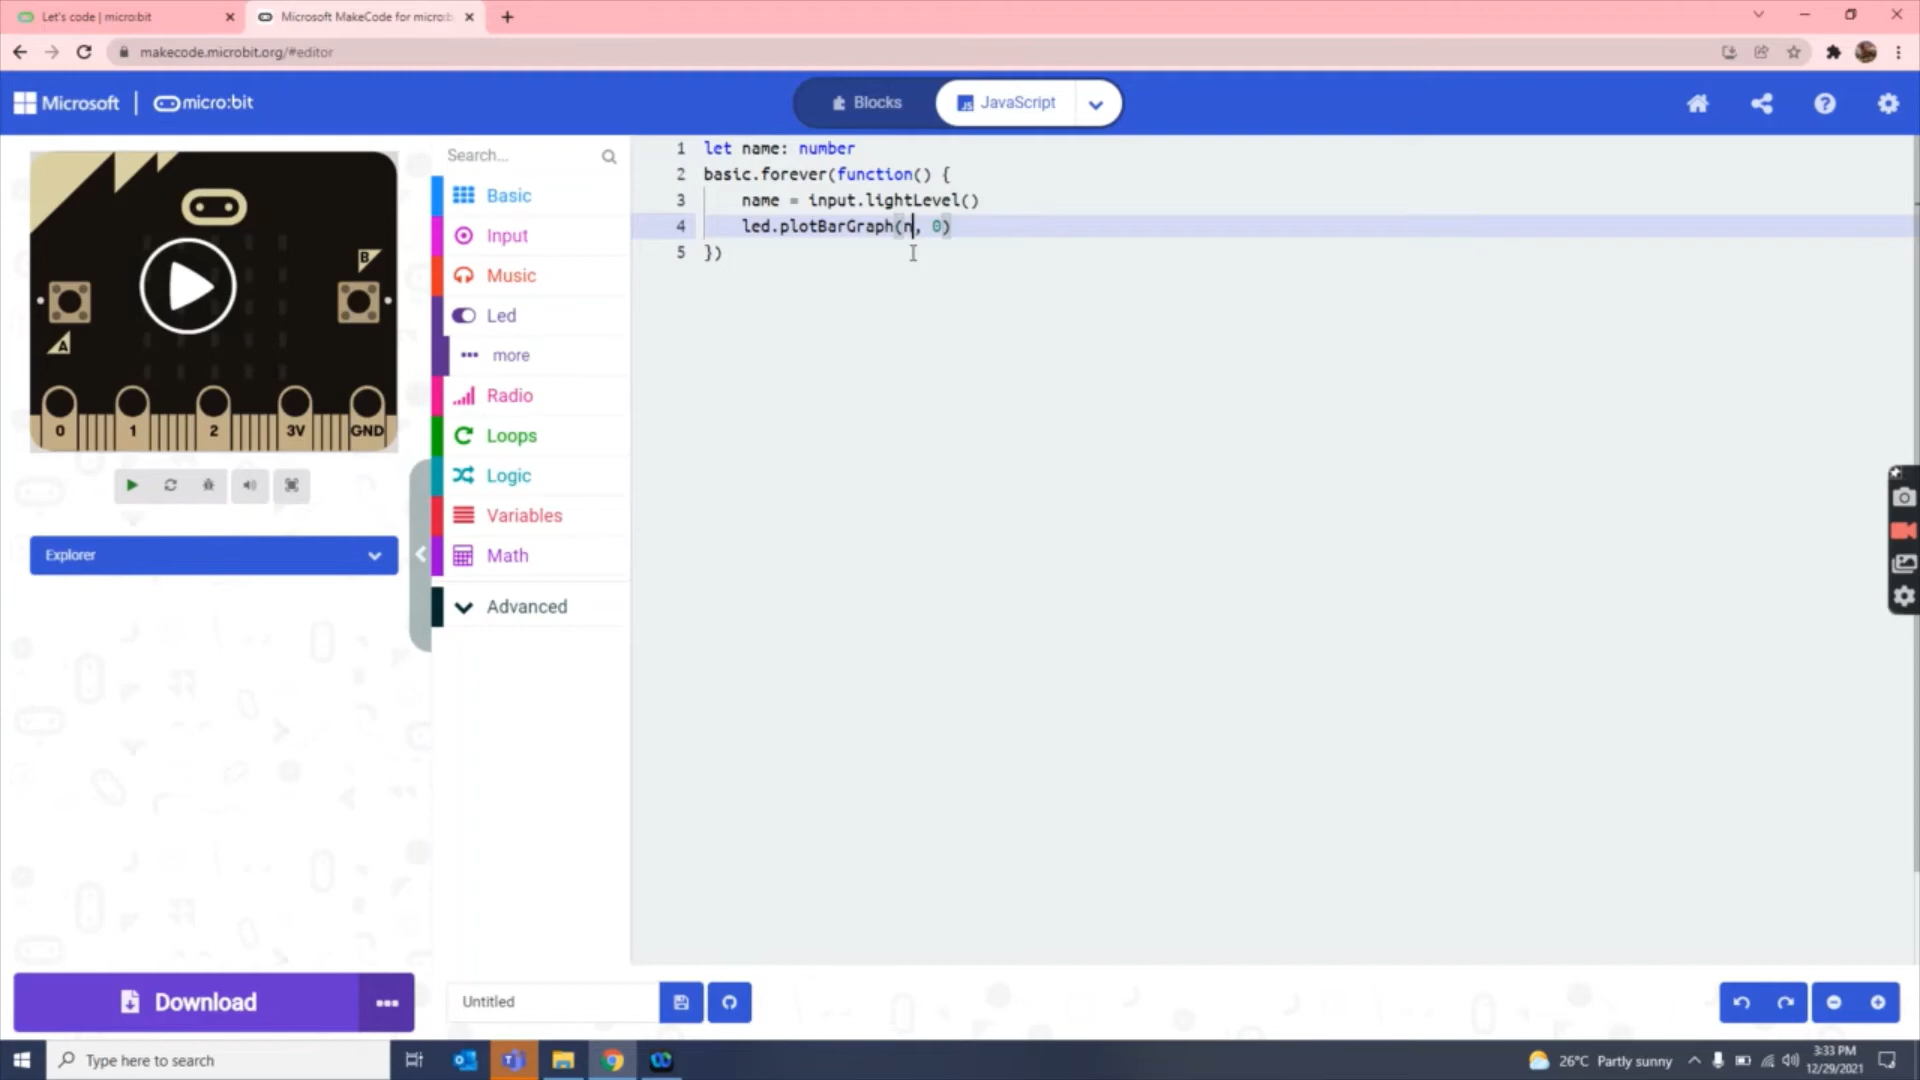 Let's code | micro:bit
Microsoft MakeCode for micro:b
makecode.microbit.org/#editor
Microsoft | micro:bit
Blocks
JS JavaScript
Search...
Basic
Input
Music
Led
more
Radio
Loops
Logic
Variables
Math
Advanced
B
A
0 1 2 3V GND
Explorer
1 let name: number
2 basic.forever(function() {
3 name = input.lightLevel()
4 led.plotBarGraph(n, 0)
5 })
Download
Untitled
Type here to search
26°C Partly sunny
3:33 PM
12/29/2021